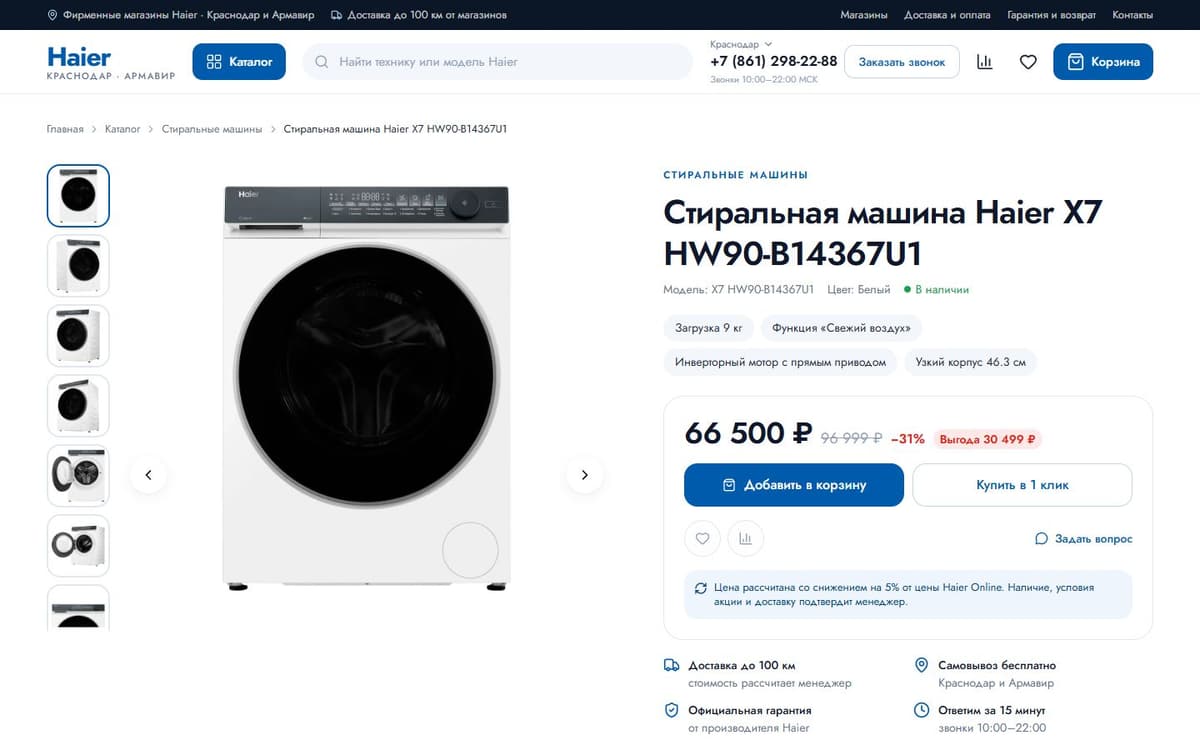 Фирменные магазины Haier · Краснодар и Армавир
Доставка до 100 км от магазинов
Магазины
Доставка и оплата
Гарантия и возврат
Контакты
Haier
КРАСНОДАР · АРМАВИР
Каталог
Найти технику или модель Haier
Краснодар
+7 (861) 298-22-88
Звонки 10:00–22:00 МСК
Заказать звонок
Корзина
Главная
Каталог
Стиральные машины
Стиральная машина Haier X7 HW90-B14367U1
Haier
СТИРАЛЬНЫЕ МАШИНЫ
Стиральная машина Haier X7
HW90-B14367U1
Модель: X7 HW90-B14367U1
Цвет: Белый
В наличии
Загрузка 9 кг
Функция «Свежий воздух»
Инверторный мотор с прямым приводом
Узкий корпус 46.3 см
66 500 ₽
96 999 ₽
−31%
Выгода 30 499 ₽
Добавить в корзину
Купить в 1 клик
Задать вопрос
Цена рассчитана со снижением на 5% от цены Haier Online. Наличие, условия
акции и доставку подтвердит менеджер.
Доставка до 100 км
стоимость рассчитает менеджер
Самовывоз бесплатно
Краснодар и Армавир
Официальная гарантия
от производителя Haier
Ответим за 15 минут
звонки 10:00–22:00